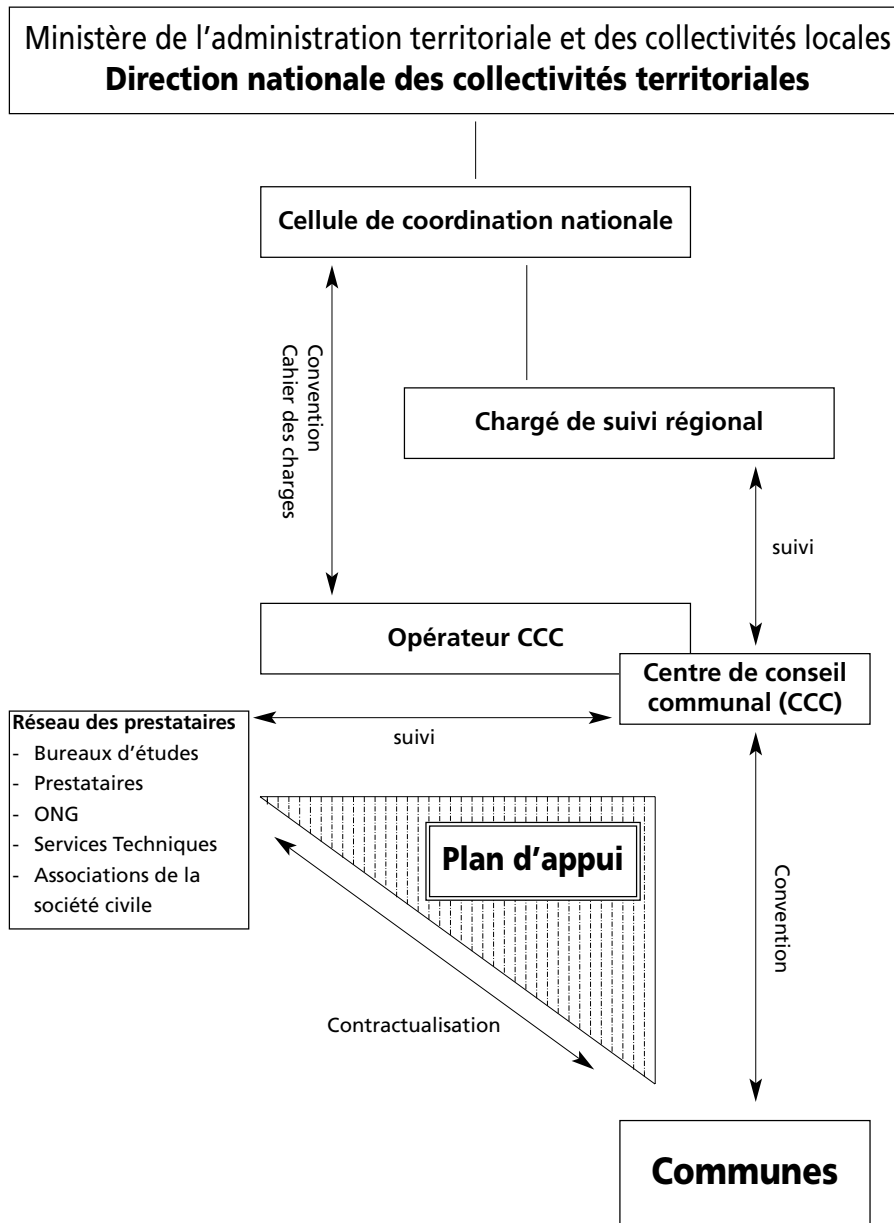 Ministère de l’administration territoriale et des collectivités locales
Direction nationale des collectivités territoriales
Cellule de coordination nationale
Convention
Cahier des charges
Chargé de suivi régional
suivi
Opérateur CCC
Centre de conseil
communal (CCC)
Réseau des prestataires
- Bureaux d’études
- Prestataires
- ONG
- Services Techniques
- Associations de la
société civile
suivi
Plan d’appui
Convention
Contractualisation
Communes